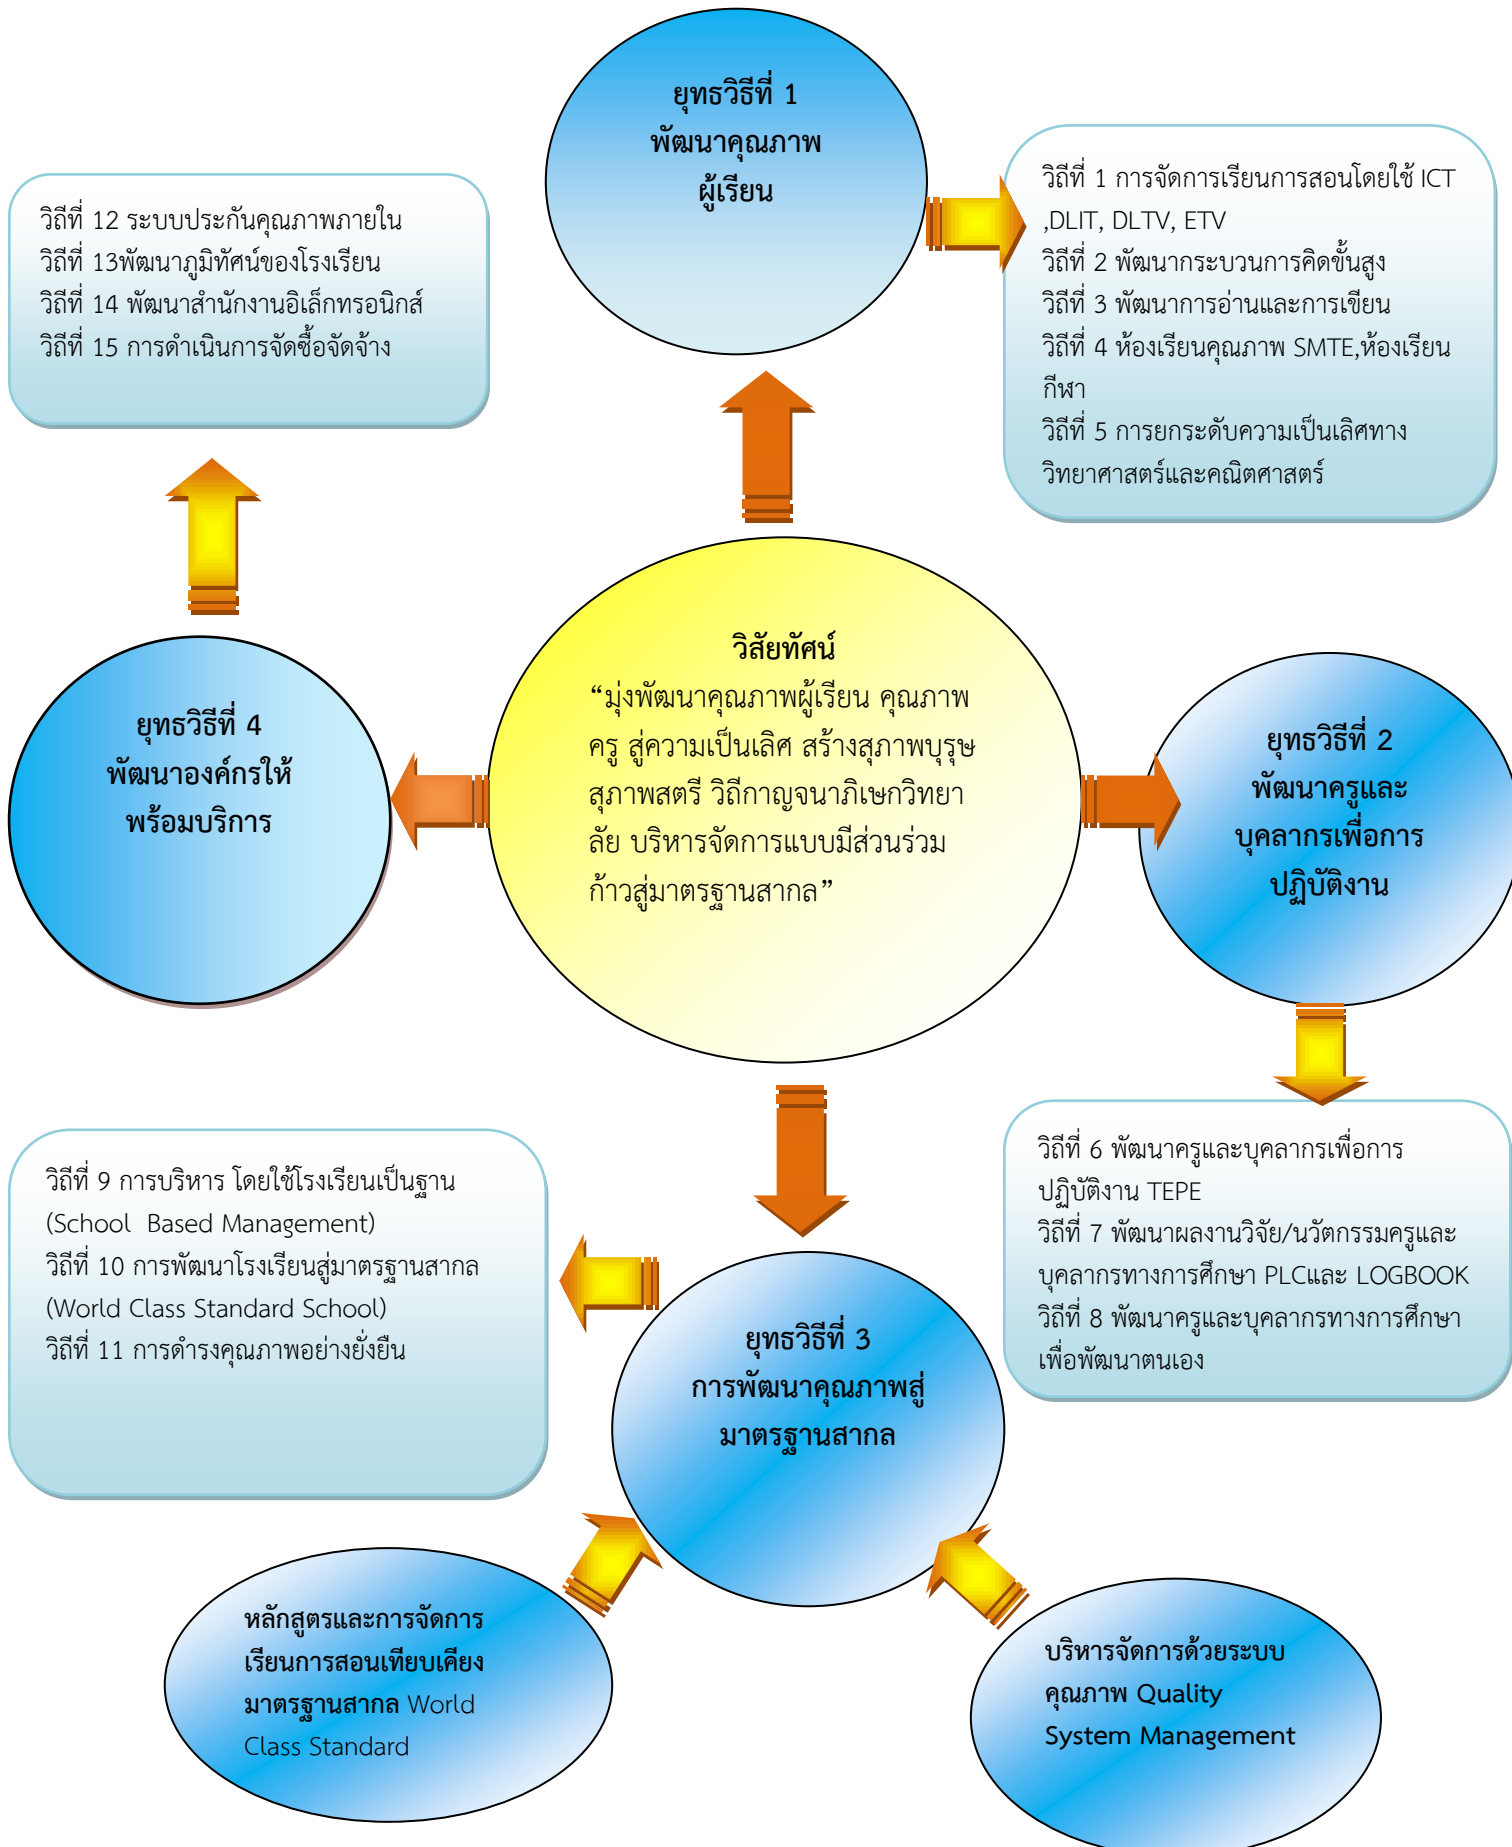 ยุทธวิธีที่ 1
พัฒนาคุณภาพ
ผู้เรียน
วิถีที่ 1 การจัดการเรียนการสอนโดยใช้ ICT
,DLIT, DLTV, ETV
วิถีที่ 2 พัฒนากระบวนการคิดขั้นสูง
วิถีที่ 3 พัฒนาการอ่านและการเขียน
วิถีที่ 4 ห้องเรียนคุณภาพ SMTE,ห้องเรียน
กีฬา
วิถีที่ 5 การยกระดับความเป็นเลิศทาง
วิทยาศาสตร์และคณิตศาสตร์
วิถีที่ 12 ระบบประกันคุณภาพภายใน
วิถีที่ 13พัฒนาภูมิทัศน์ของโรงเรียน
วิถีที่ 14 พัฒนาสำนักงานอิเล็กทรอนิกส์
วิถีที่ 15 การดำเนินการจัดซื้อจัดจ้าง
วิสัยทัศน์
“มุ่งพัฒนาคุณภาพผู้เรียน คุณภาพ
ครู สู่ความเป็นเลิศ สร้างสุภาพบุรุษ
สุภาพสตรี วิถีกาญจนาภิเษกวิทยา
ลัย บริหารจัดการแบบมีส่วนร่วม
ก้าวสู่มาตรฐานสากล”
ยุทธวิธีที่ 4
พัฒนาองค์กรให้
พร้อมบริการ
ยุทธวิธีที่ 2
พัฒนาครูและ
บุคลากรเพื่อการ
ปฏิบัติงาน
วิถีที่ 6 พัฒนาครูและบุคลากรเพื่อการ
ปฏิบัติงาน TEPE
วิถีที่ 7 พัฒนาผลงานวิจัย/นวัตกรรมครูและ
บุคลากรทางการศึกษา PLCและ LOGBOOK
วิถีที่ 8 พัฒนาครูและบุคลากรทางการศึกษา
เพื่อพัฒนาตนเอง
วิถีที่ 9 การบริหาร โดยใช้โรงเรียนเป็นฐาน
(School  Based Management)
วิถีที่ 10 การพัฒนาโรงเรียนสู่มาตรฐานสากล
(World Class Standard School)
วิถีที่ 11 การดำรงคุณภาพอย่างยั่งยืน
ยุทธวิธีที่ 3
การพัฒนาคุณภาพสู่
มาตรฐานสากล
หลักสูตรและการจัดการ
เรียนการสอนเทียบเคียง
มาตรฐานสากล World
Class Standard
บริหารจัดการด้วยระบบ
คุณภาพ Quality
System Management